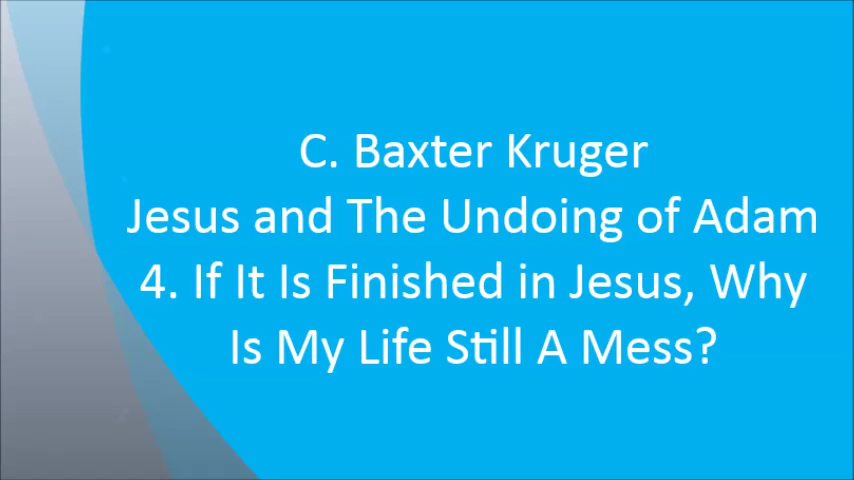 C. Baxter Kruger
Jesus and The Undoing of Adam
4. If It Is Finished in Jesus, Why
Is My Life Still A Mess?